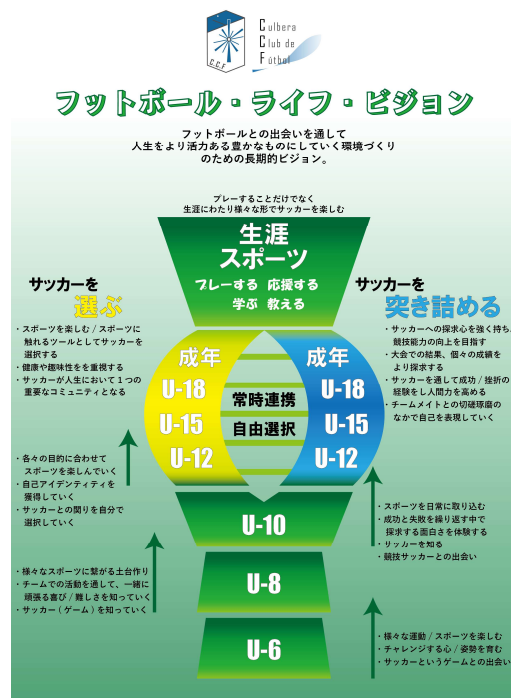 Culbera
Club de
Fútbol
C.C.F
フットボール・ライフ・ビジョン
フットボールとの出会いを通して
人生をより活力ある豊かなものにしていく環境づくり
のための長期的ビジョン。
プレーすることだけでなく
生涯にわたり様々な形でサッカーを楽しむ
生涯
スポーツ
プレーする 応援する
学ぶ 教える
サッカーを
選ぶ
・スポーツを楽しむ / スポーツに
触れるツールとしてサッカーを
選択する
・健康や趣味性をを重視する
・サッカーが人生において 1 つの
重要なコミュニティとなる
サッカーを
突き詰める
・サッカーへの探求心を強く持ち、
競技能力の向上を目指す
・大会での結果、個々の成績を
より探求する
・サッカーを通して成功 / 挫折の
経験をし人間力を高める
・チームメイトとの切磋琢磨の
なかで自己を表現していく
成年
U-18
U-15
U-12
常時連携
自由選択
成年
U-18
U-15
U-12
・各々の目的に合わせて
スポーツを楽しんでいく
・自己アイデンティティを
獲得していく
・サッカーとの関りを自分で
選択していく
U-10
・スポーツを日常に取り込む
・成功と失敗を繰り返す中で
探求する面白さを体験する
・サッカーを知る
・競技サッカーとの出会い
・様々なスポーツに繋がる土台作り
・チームでの活動を通して、一緒に
頑張る喜び / 難しさを知っていく
・サッカー ( ゲーム ) を知っていく
U-8
U-6
・様々な運動 / スポーツを楽しむ
・チャレンジする心 / 姿勢を育む
・サッカーというゲームとの出会い